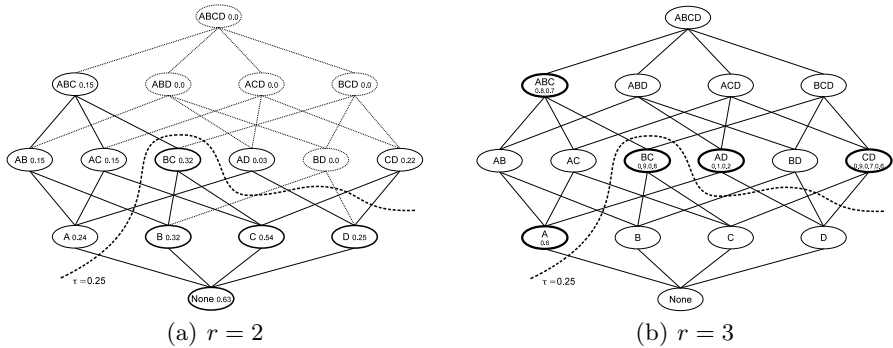 ABCD 0.0
ABC 0.15
ABD 0.0
ACD 0.0
BCD 0.0
AB 0.15
AC 0.15
BC 0.32
AD 0.03
BD 0.0
CD 0.22
A 0.24
B 0.32
C 0.54
D 0.25
τ = 0.25
None 0.63
(a) r = 2
ABCD
ABC
0.8,0.7
ABD
ACD
BCD
AB
AC
BC
0,9,0,8
AD
0,1,0,2
BD
CD
0,9,0,7,0,6
A
0.6
B
C
D
τ = 0.25
None
(b) r = 3